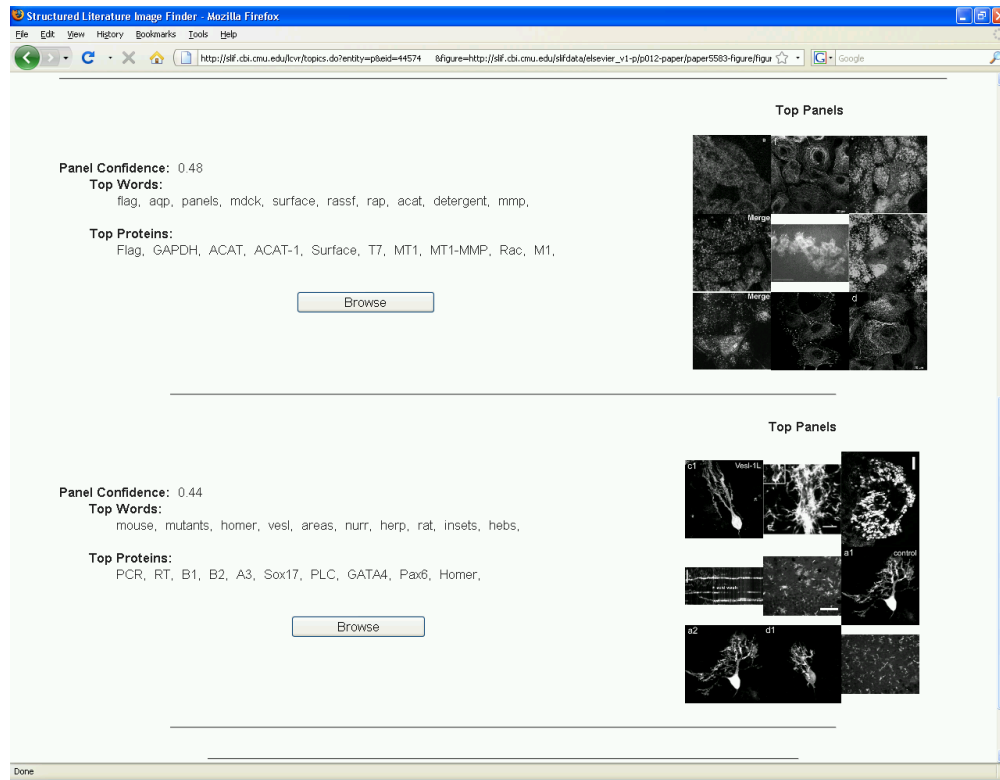 Structured Literature Image Finder - Mozilla Firefox
File Edit View History Bookmarks Tools Help
http://slif.cbi.cmu.edu/lcvr/topics.do?entity=p&eid=44574 &figure=http://slif.cbi.cmu.edu/slifdata/elsevier_v1-p/p012-paper/paper5583-figure/figur
G Google
Top Panels
Panel Confidence: 0.48
Top Words:
flag, aqp, panels, mdck, surface, rassf, rap, acat, detergent, mmp,
Top Proteins:
Flag, GAPDH, ACAT, ACAT-1, Surface, T7, MT1, MT1-MMP, Rac, M1,
Browse
Merge
Merge
d
Top Panels
Panel Confidence: 0.44
Top Words:
mouse, mutants, homer, vesl, areas, nurr, herp, rat, insets, hebs,
Top Proteins:
PCR, RT, B1, B2, A3, Sox17, PLC, GATA4, Pax6, Homer,
Browse
c1 Vesl-1L
a1 control
a2 d1
Done